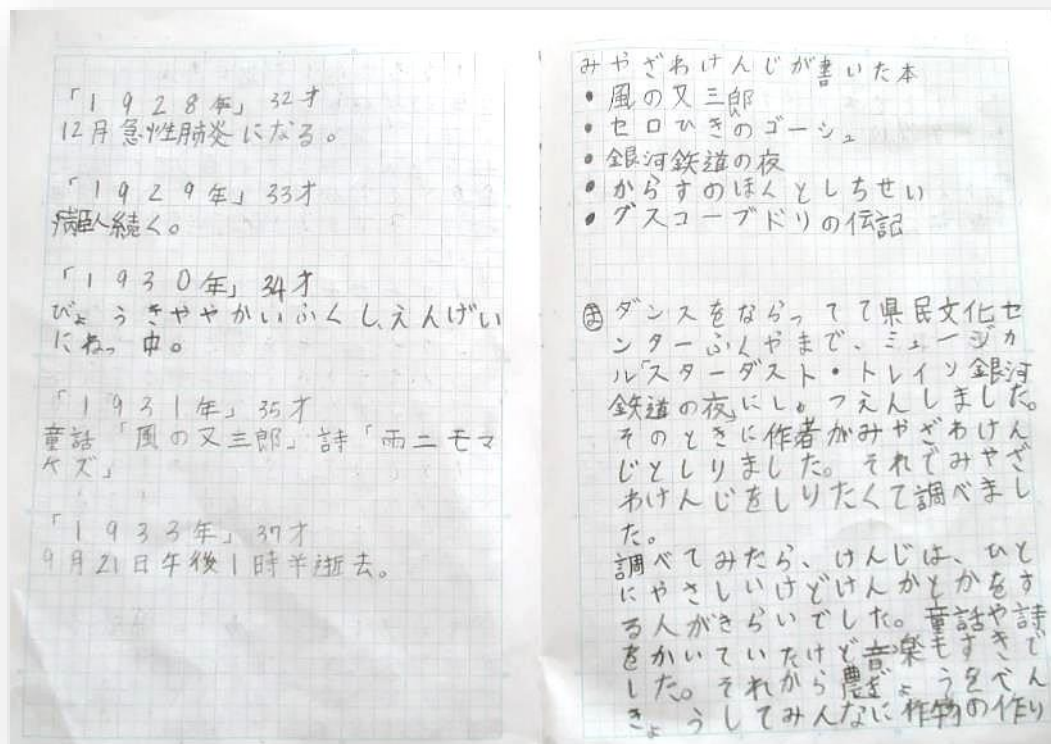 「1928年」32才
12月急性肺炎になる。
「1929年」33才
病臥続く。
「1930年」34才
びょうきややかいふくし、えんげい
にねっ中。
「1931年」35才
童話「風の又三郎」詩「雨ニモマ
ケズ」
「1933年」37才
9月21日午後1時半逝去。
みやざわけんじが書いた本
• 風の又三郎
• セロひきのゴーシュ
• 銀河鉄道の夜
• からすのほくとしちせい
• グスコーブドリの伝記
ま ダンスをならってて県民文化セ
ンターふくやまで、ミュージカ
ル「スターダスト・トレイン銀河
鉄道の夜」にしゅつえんしました。
そのときに作者がみやざわけん
じとしりました。それでみやざ
わけんじをしりたくて調べまし
た。
調べてみたら、けんじは、ひと
にやさしいけどけんかとかをす
る人がきらいでした。童話や詩
をかいていたけど音楽もすきで
した。それから農ぎょうをべん
きょうしてみんなに作物の作り